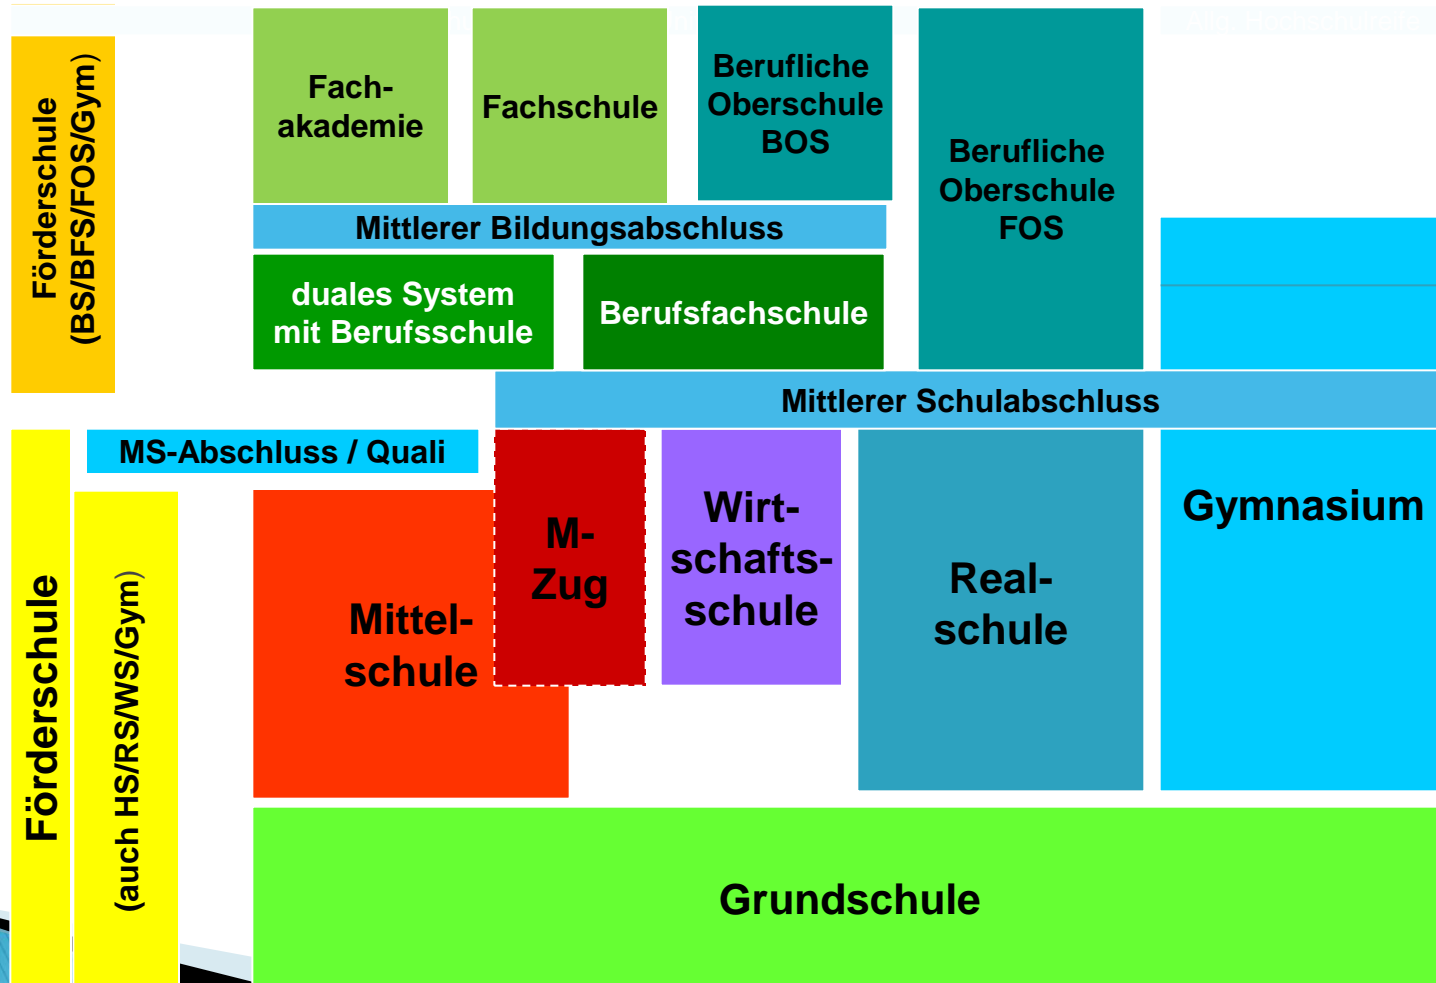 Förderschule
(BS/BFS/FOS/Gym)
Fach-
akademie
Fachschule
Berufliche
Oberschule
BOS
Berufliche
Oberschule
FOS
Mittlerer Bildungsabschluss
duales System
mit Berufsschule
Berufsfachschule
Mittlerer Schulabschluss
MS-Abschluss / Quali
Förderschule
(auch HS/RS/WS/Gym)
Mittel-
schule
M-
Zug
Wirt-
schafts-
schule
Real-
schule
Gymnasium
Grundschule